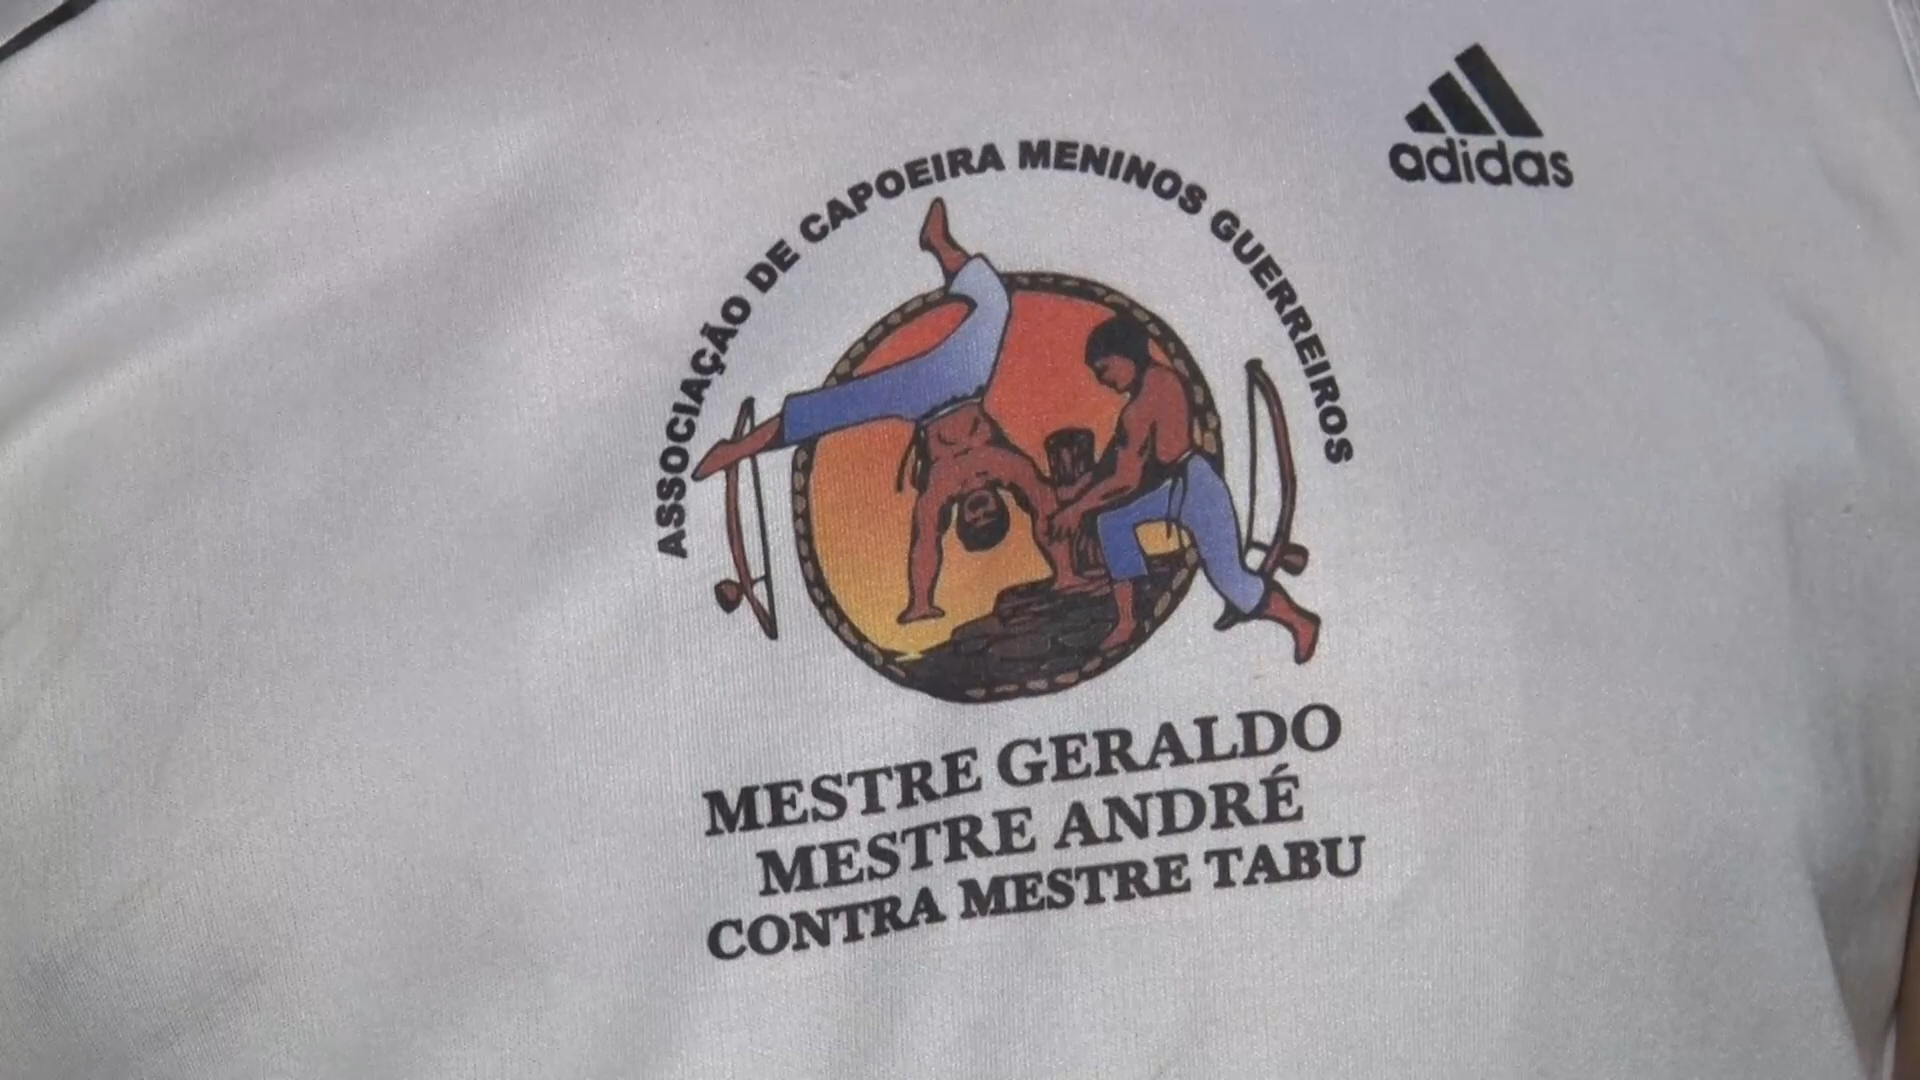 adidas
ASSOCIAÇÃO DE CAPOEIRA MENINOS GUERREIROS
MESTRE GERALDO
MESTRE ANDRÉ
CONTRA MESTRE TABU